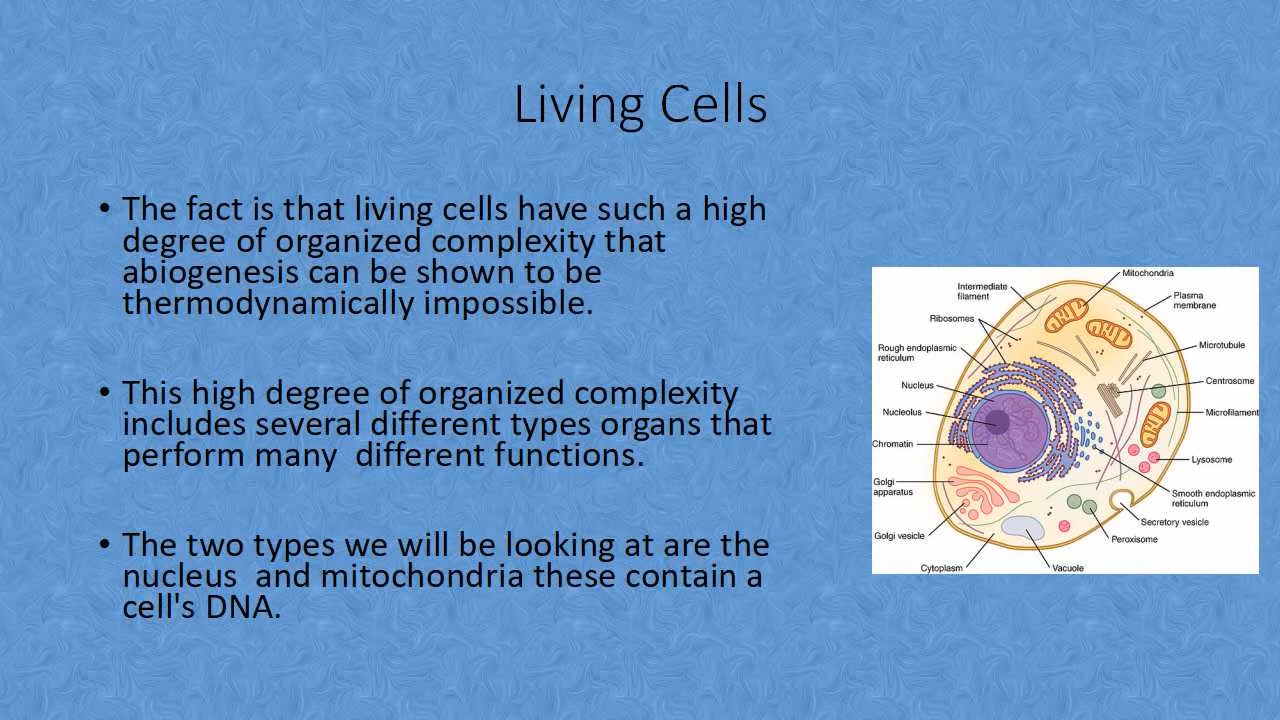 Living Cells
• The fact is that living cells have such a high
degree of organized complexity that
abiogenesis can be shown to be
thermodynamically impossible.
• This high degree of organized complexity
includes several different types organs that
perform many  different functions.
• The two types we will be looking at are the
nucleus  and mitochondria these contain a
cell's DNA.
Mitochondria
Intermediate
filament
Plasma
membrane
Ribosomes
Microtubule
Rough endoplasmic
reticulum
Centrosome
Nucleus
Microfilament
Nucleolus
Chromatin
Lysosome
Golgi
apparatus
Smooth endoplasmic
reticulum
Secretory vesicle
Golgi vesicle
Peroxisome
Cytoplasm
Vacuole